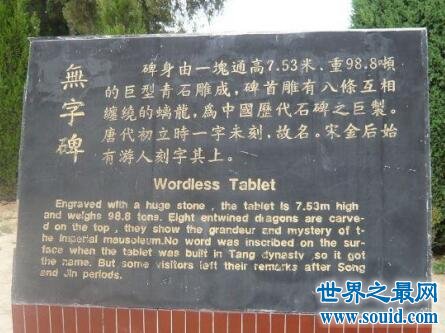 無字碑
碑身由一塊通高7.53米.重98.8噸
的巨型青石雕成，碑首雕有八條互相
纏繞的螭龍，爲中國歷代石碑之巨製。
唐代初立時一字未刻，故名。宋金后始
有游人刻字其上。
Wordless Tablet
Engraved with a huge stone , the tablet is 7.53m high
and weighs 98.8 tons. Eight entwined dragons are carve-
d on the top , they show the grandeur and mystery of t-
he imperial mausoleum.No word was inscribed on the sur-
face when the tablet was built in Tang dynasty ,so it got
the name. But some visitors left their remarks after Song
and Jin periods.
世界之最网
www.souid.com